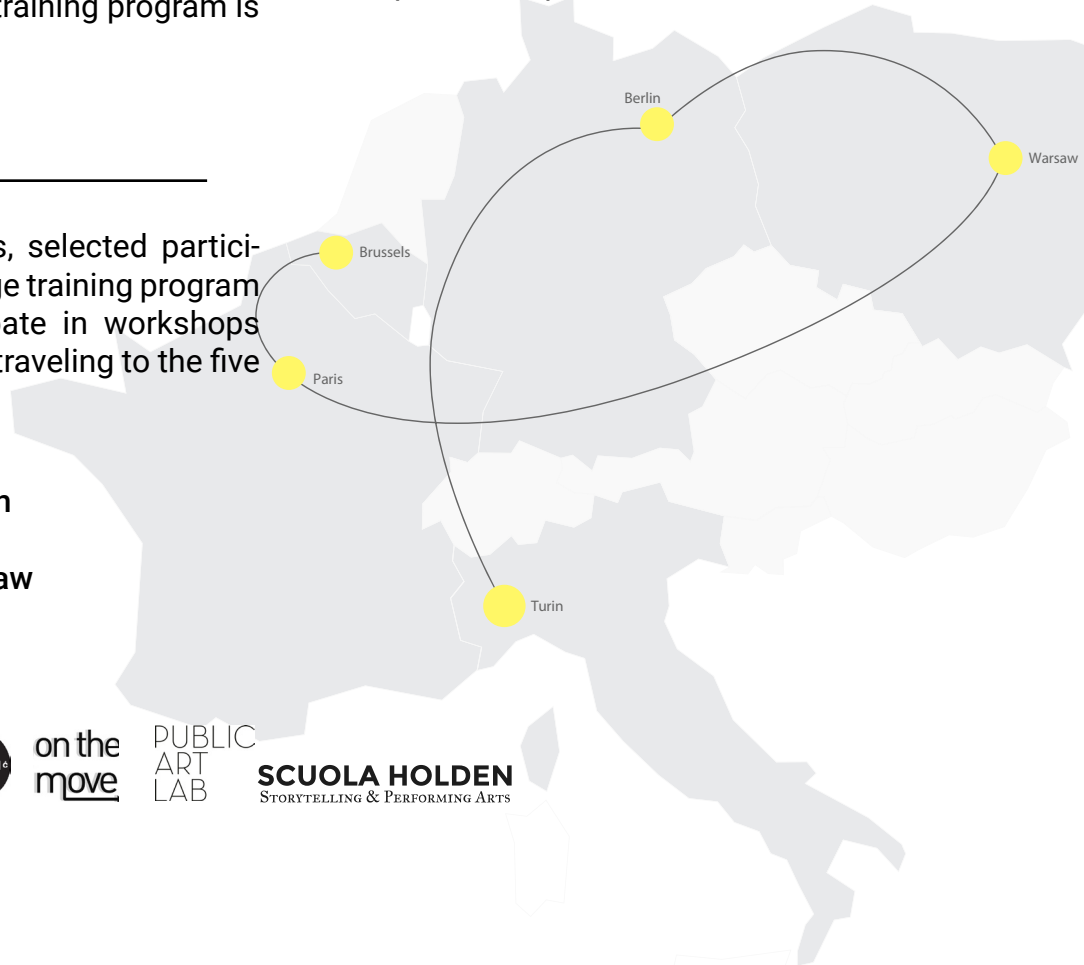 training program is
s, selected partici-
ge training program
pate in workshops
traveling to the five
n
aw
Berlin
Warsaw
Brussels
Paris
Turin
on the
move
PUBLIC
ART
LAB
SCUOLA HOLDEN
STORYTELLING & PERFORMING ARTS